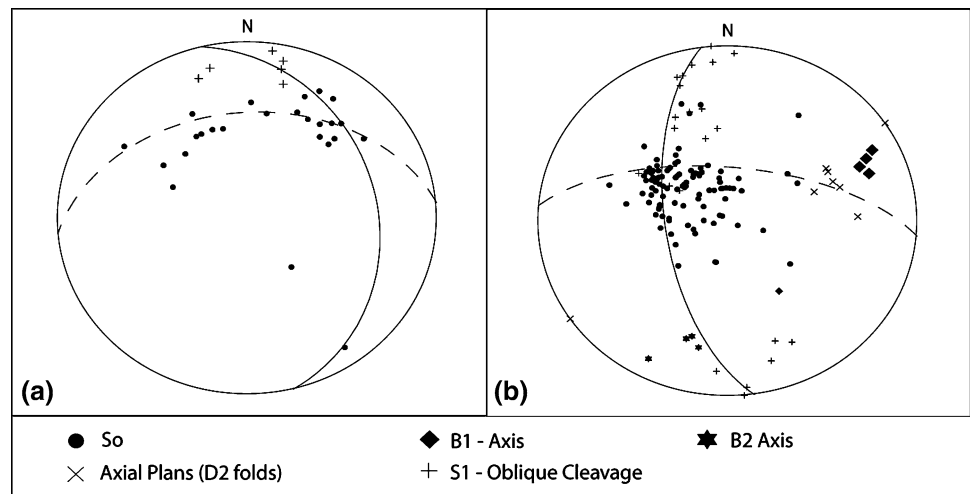 N
N
(a)
(b)
So
B1 - Axis
B2 Axis
Axial Plans (D2 folds)
S1 - Oblique Cleavage